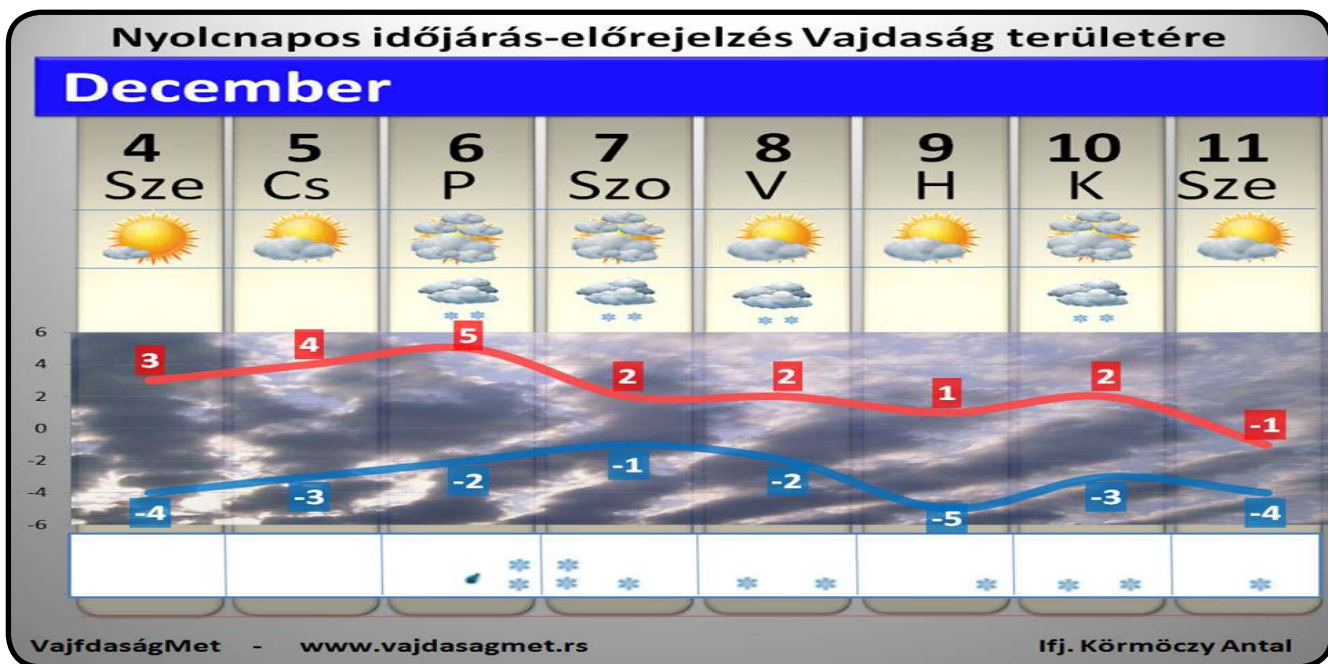 Nyolcnapos időjárás-előrejelzés Vajdaság területére
December
4 5 6 7 8 9 10 11
Sze Cs P Szo V H K Sze
6
4
2
0
-2
-4
-6
3 4 5 2 2 1 2 -1
-4 -3 -2 -1 -2 -5 -3 -4
VajfdaságMet - www.vajdasagmet.rs Ifj. Körmöczy Antal